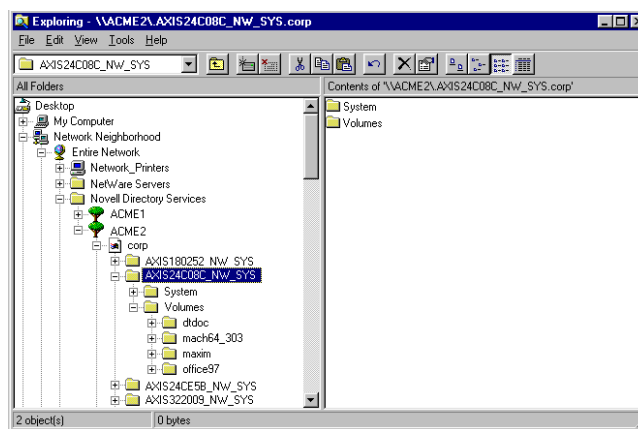 Exploring - \\ACME2\.AXIS24C08C_NW_SYS.corp
File Edit View Tools Help
AXIS24C08C_NW_SYS
All Folders
Contents of '\\ACME2\.AXIS24C08C_NW_SYS.corp'
Desktop
My Computer
Network Neighborhood
Entire Network
Network_Printers
NetWare Servers
Novell Directory Services
ACME1
ACME2
corp
AXIS180252_NW_SYS
AXIS24C08C_NW_SYS
System
Volumes
dtdoc
mach64_303
maxim
office97
AXIS24CE5B_NW_SYS
AXIS322009_NW_SYS
System
Volumes
2 object(s)
0 bytes